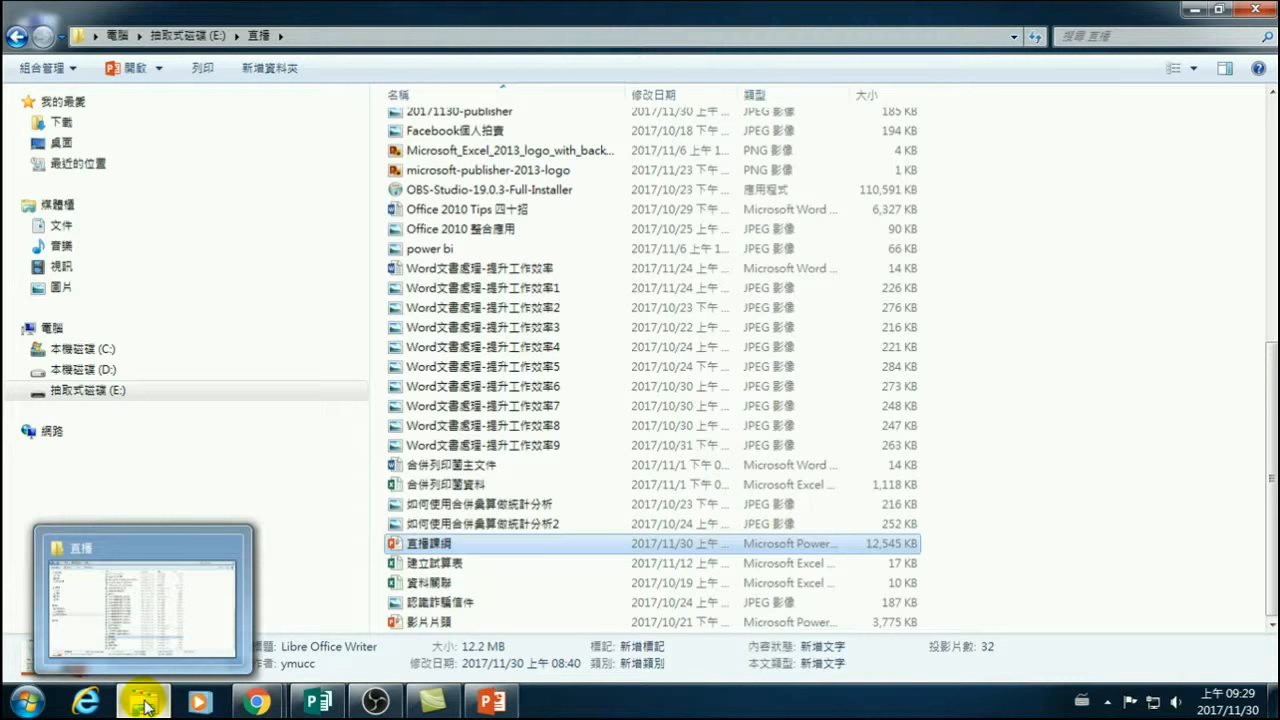 電腦 抽取式磁碟 (E:) 直播 搜尋 直播
組合管理 開啟 列印 新增資料夾
我的最愛
下載
桌面
最近的位置
媒體櫃
文件
音樂
視訊
圖片
電腦
本機磁碟 (C:)
本機磁碟 (D:)
抽取式磁碟 (E:)
網路
名稱 修改日期 類型 大小
20171130-publisher 2017/11/30 上午 ... JPEG 影像 185 KB
Facebook個人拍賣 2017/10/18 下午 ... JPEG 影像 194 KB
Microsoft_Excel_2013_logo_with_back... 2017/11/6 上午 1... PNG 影像 4 KB
microsoft-publisher-2013-logo 2017/11/23 下午 ... PNG 影像 1 KB
OBS-Studio-19.0.3-Full-Installer 2017/10/23 下午 ... 應用程式 110,591 KB
Office 2010 Tips 四十招 2017/10/29 下午 ... Microsoft Word ... 6,327 KB
Office 2010 整合應用 2017/10/25 上午 ... JPEG 影像 90 KB
power bi 2017/11/6 上午 1... JPEG 影像 66 KB
Word文書處理-提升工作效率 2017/11/24 上午 ... Microsoft Word ... 14 KB
Word文書處理-提升工作效率1 2017/11/24 上午 ... JPEG 影像 226 KB
Word文書處理-提升工作效率2 2017/10/23 下午 ... JPEG 影像 276 KB
Word文書處理-提升工作效率3 2017/10/22 上午 ... JPEG 影像 216 KB
Word文書處理-提升工作效率4 2017/10/24 上午 ... JPEG 影像 221 KB
Word文書處理-提升工作效率5 2017/10/24 上午 ... JPEG 影像 284 KB
Word文書處理-提升工作效率6 2017/10/30 上午 ... JPEG 影像 273 KB
Word文書處理-提升工作效率7 2017/10/30 上午 ... JPEG 影像 248 KB
Word文書處理-提升工作效率8 2017/10/30 上午 ... JPEG 影像 247 KB
Word文書處理-提升工作效率9 2017/10/31 上午 ... JPEG 影像 263 KB
合併列印圖主文件 2017/11/1 下午 0... Microsoft Word ... 14 KB
合併列印圖資料 2017/11/1 下午 0... Microsoft Excel ... 1,118 KB
如何使用合併彙算做統計分析 2017/10/23 下午 ... JPEG 影像 216 KB
如何使用合併彙算做統計分析2 2017/10/24 上午 ... JPEG 影像 252 KB
直播課綱 2017/11/30 上午 ... Microsoft Power... 12,545 KB
建立試算表 2017/11/12 上午 ... Microsoft Excel ... 17 KB
資料關聯 2017/10/19 上午 ... Microsoft Excel ... 10 KB
認識詐騙信件 2017/10/24 上午 ... JPEG 影像 187 KB
影片片頭 2017/10/21 下午 ... Microsoft Power... 3,775 KB
直播
標題: Libre Office Writer 大小: 12.2 MB 標記: 新增標記 內容狀態: 新增文字 投影片數: 32
作者: ymucc 修改日期: 2017/11/30 上午 08:40 類別: 新增類別 本文類型: 新增文字
上午 09:29
2017/11/30